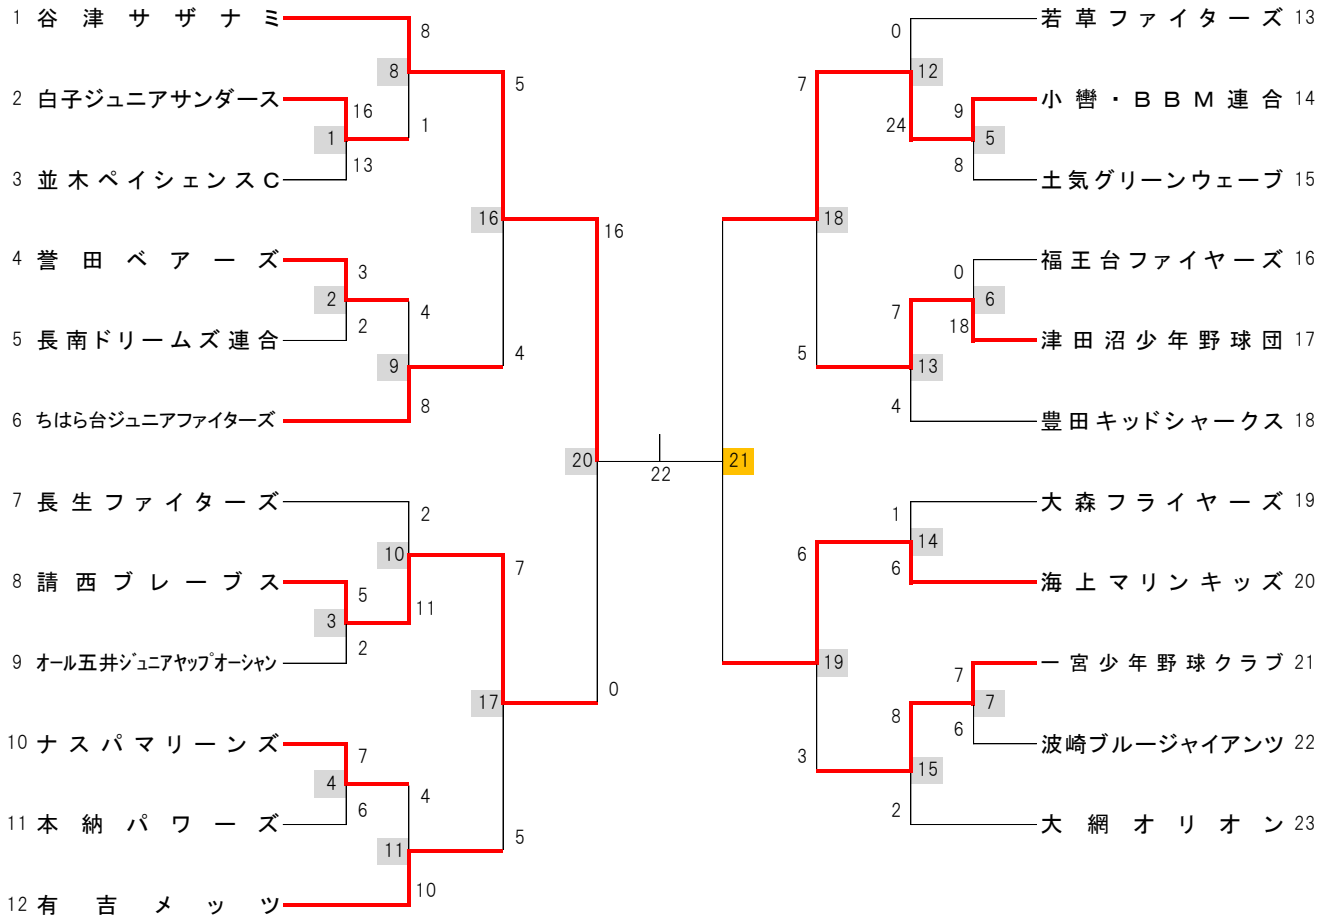 1 谷津サザナミ
8
8
5
2 白子ジュニアサンダース
16
1
1
13
3 並木ペイシェンスC
16
16
4 誉田ベアーズ
3
2
4
2
5 長南ドリームズ連合
9
4
8
6 ちはら台ジュニアファイターズ
20
22
7 長生ファイターズ
2
10
7
8 請西ブレーブス
5
11
3
2
9 オール五井ジュニアヤップオーシャン
17
0
10 ナスパマリーンズ
7
4
4
6
11 本納パワーズ
5
11
10
12 有吉メッツ
若草ファイターズ 13
0
12
7
小轡・BBM連合 14
9
24
5
8
土気グリーンウェーブ 15
18
福王台ファイヤーズ 16
0
6
7
18
津田沼少年野球団 17
5
13
4
豊田キッドシャークス 18
21
大森フライヤーズ 19
1
14
6
6
海上マリンキッズ 20
19
一宮少年野球クラブ 21
7
7
8
6
波崎ブルージャイアンツ 22
3
15
2
大網オリオン 23